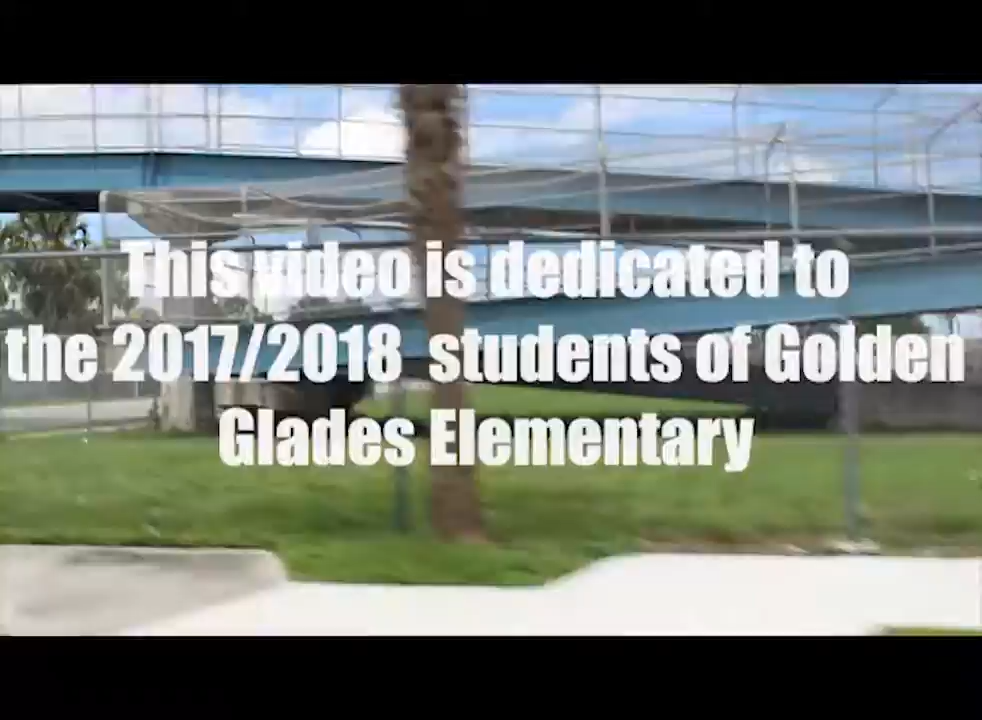 This video is dedicated to
the 2017/2018 students of Golden
Glades Elementary